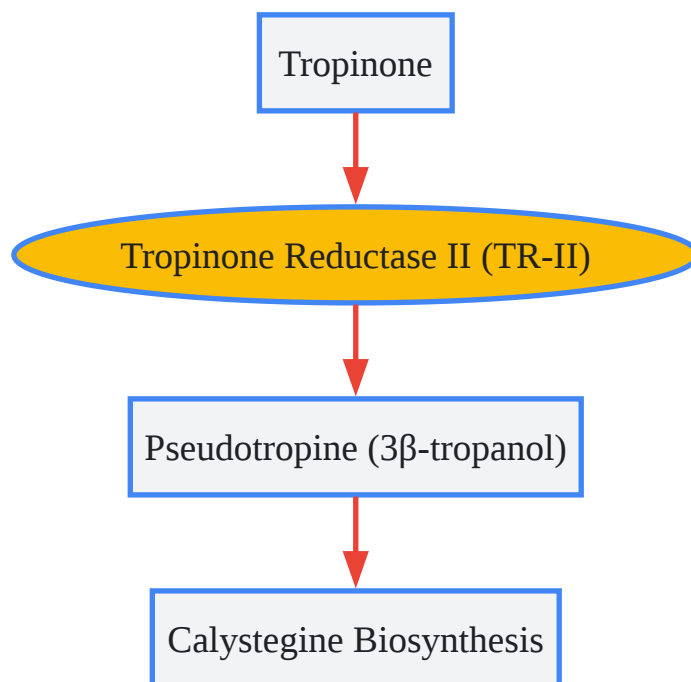 Tropinone
Tropinone Reductase II (TR-II)
Pseudotropine (3β-tropanol)
Calystegine Biosynthesis